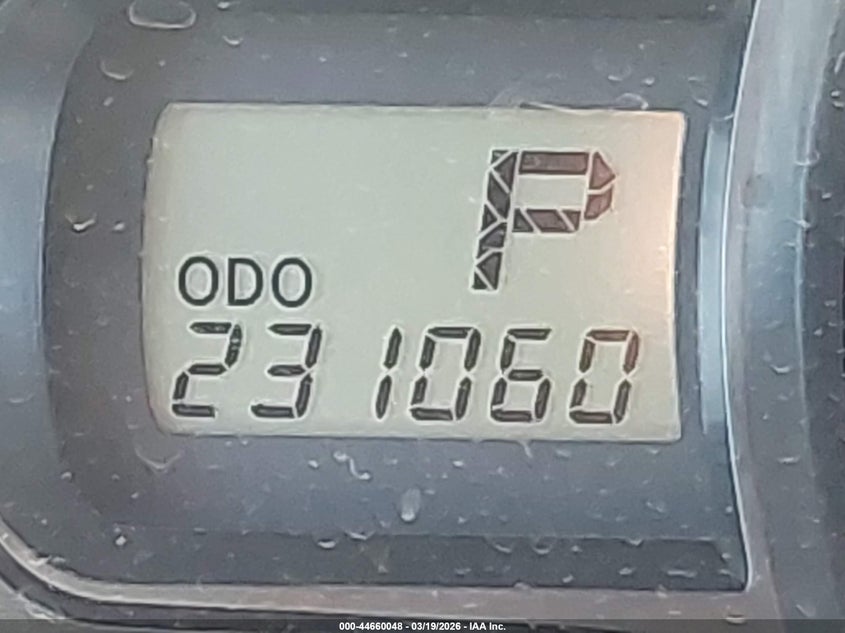 P
ODO
231060
000-44660048 - 03/19/2026 - IAA Inc.